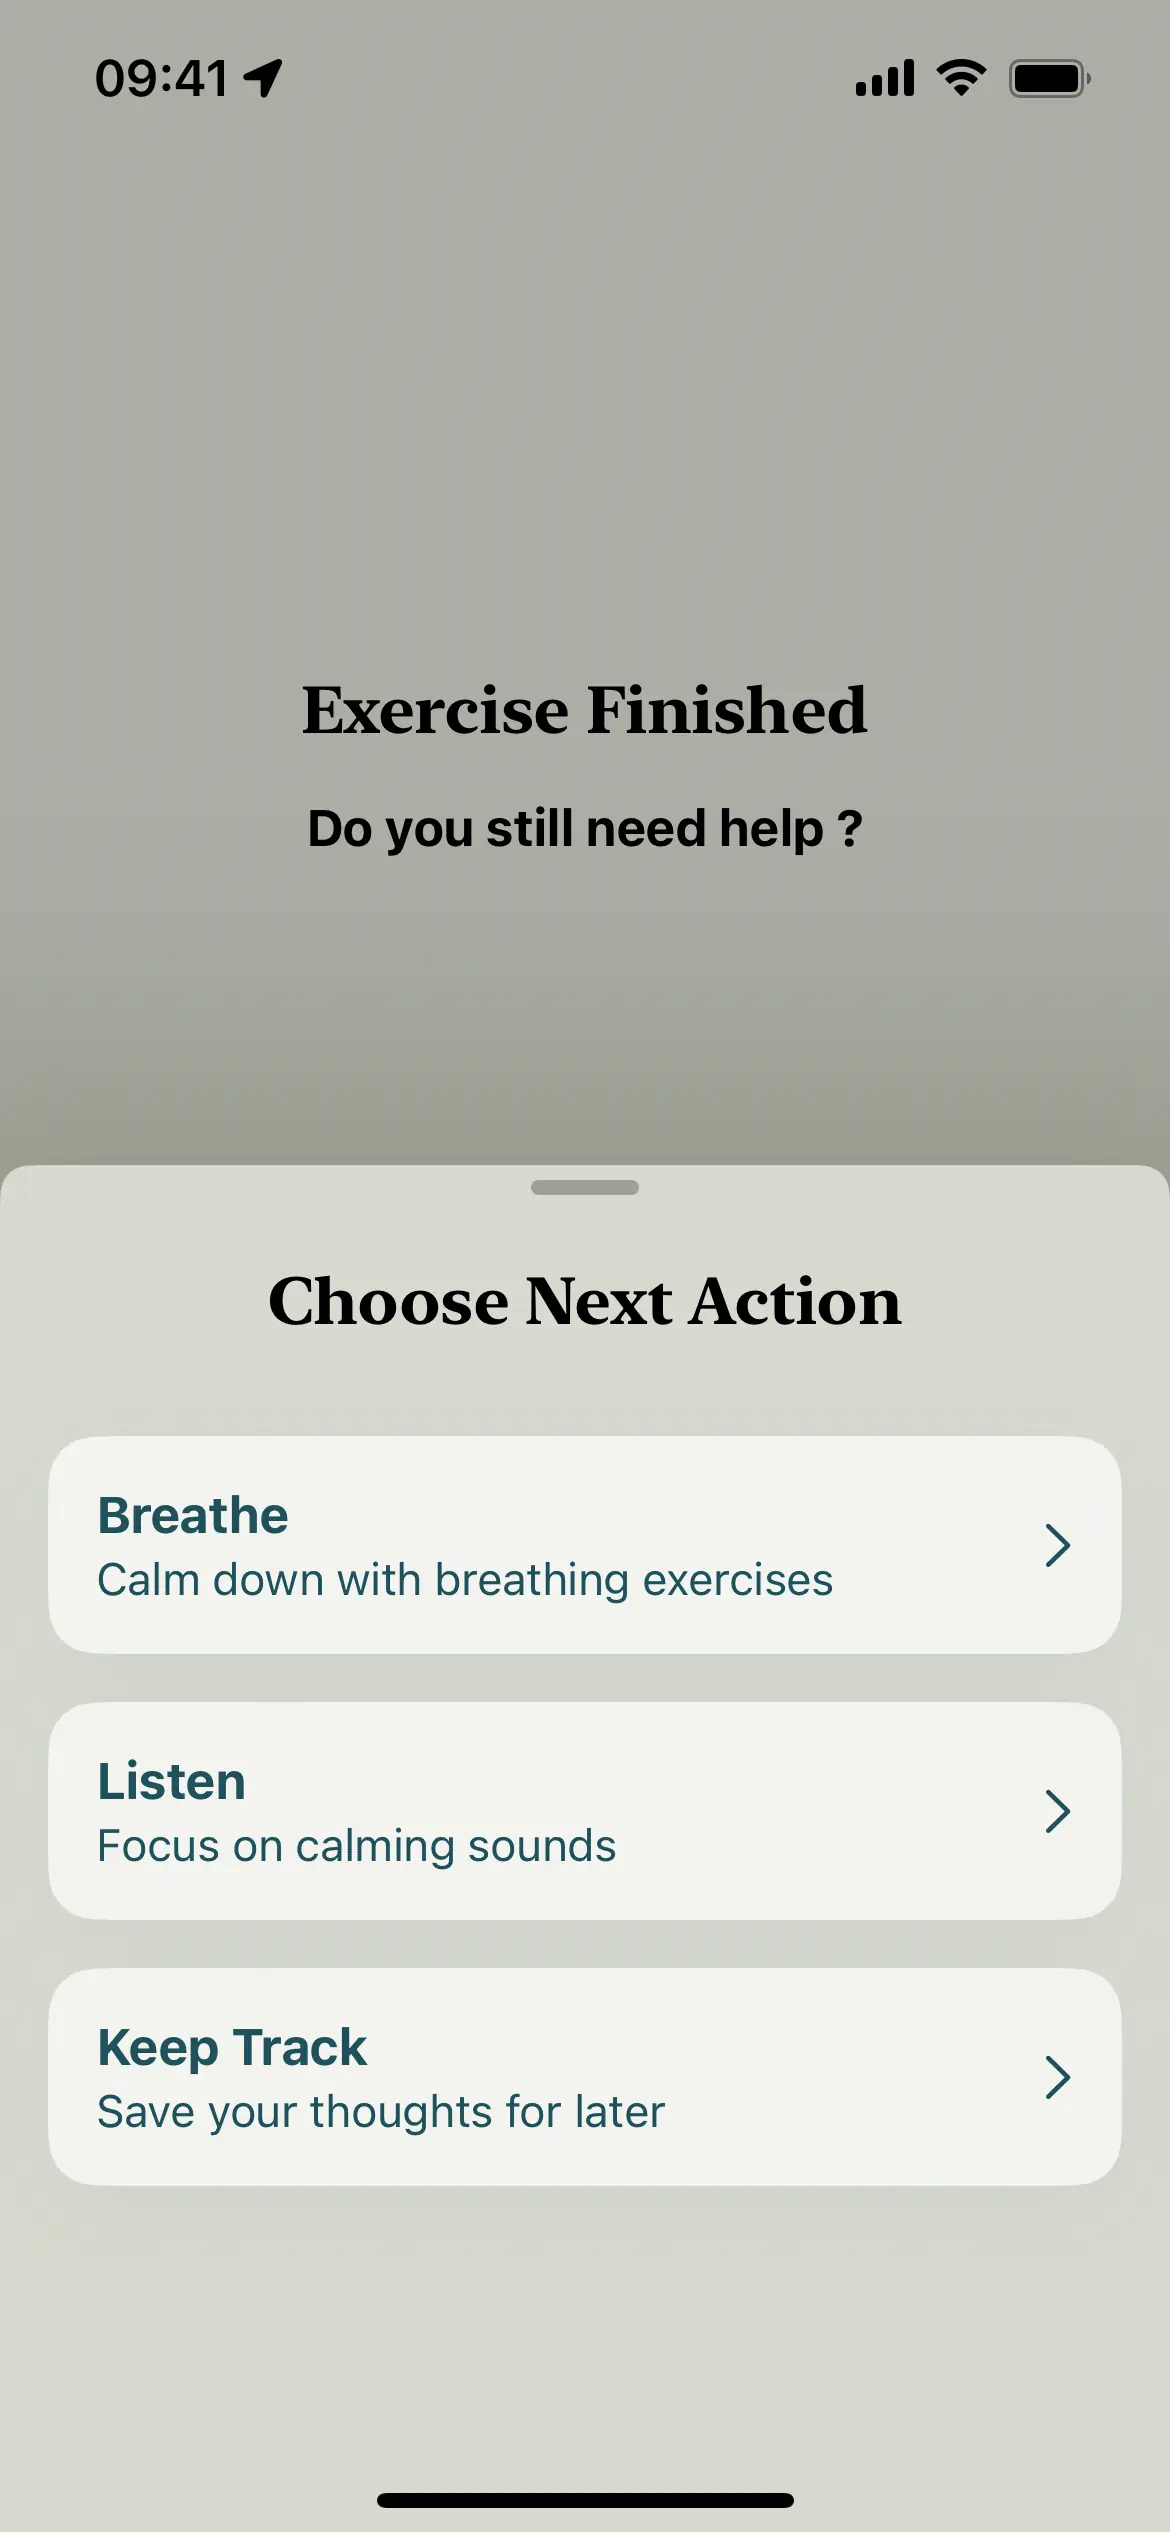 09:41
Exercise Finished
Do you still need help ?
Choose Next Action
Breathe
Calm down with breathing exercises
Listen
Focus on calming sounds
Keep Track
Save your thoughts for later